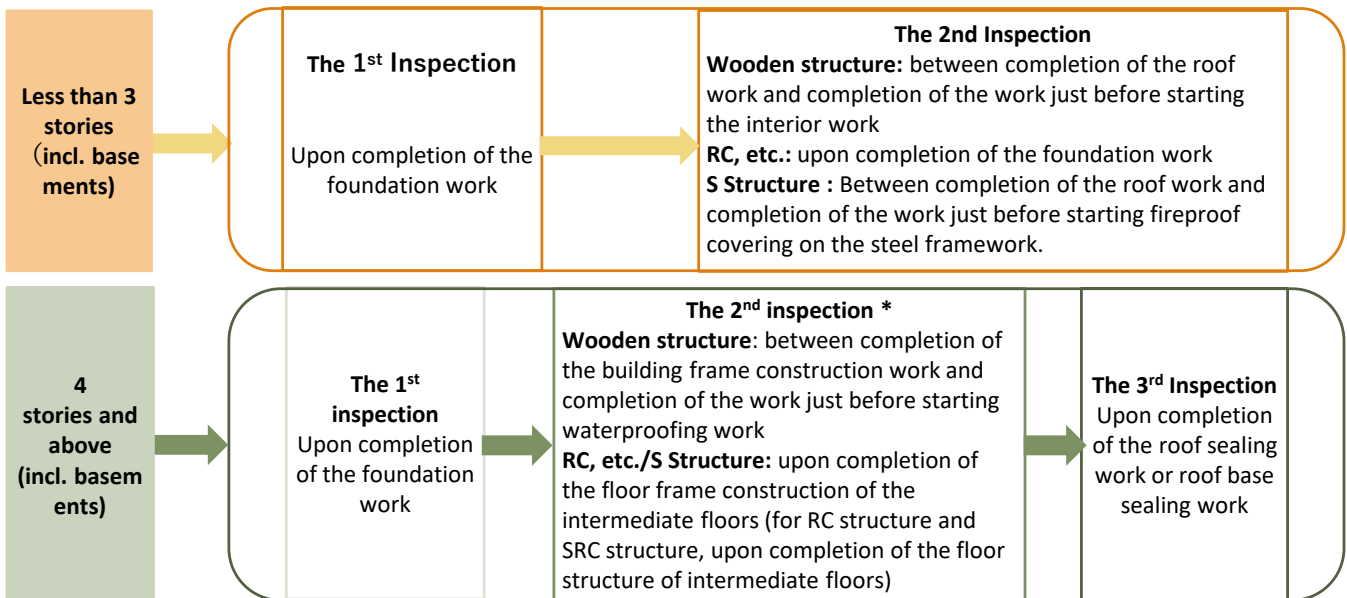 Less than 3
stories
（incl. base
ments)
The 1st Inspection
Upon completion of the
foundation work
The 2nd Inspection
Wooden structure: between completion of the roof
work and completion of the work just before starting
the interior work
RC, etc.: upon completion of the foundation work
S Structure : Between completion of the roof work and
completion of the work just before starting fireproof
covering on the steel framework.
4
stories and
above
(incl. basem
ents)
The 1st
inspection
Upon completion
of the foundation
work
The 2nd inspection *
Wooden structure: between completion of
the building frame construction work and
completion of the work just before starting
waterproofing work
RC, etc./S Structure: upon completion of
the floor frame construction of the
intermediate floors (for RC structure and
SRC structure, upon completion of the floor
structure of intermediate floors)
The 3rd Inspection
Upon completion
of the roof sealing
work or roof base
sealing work